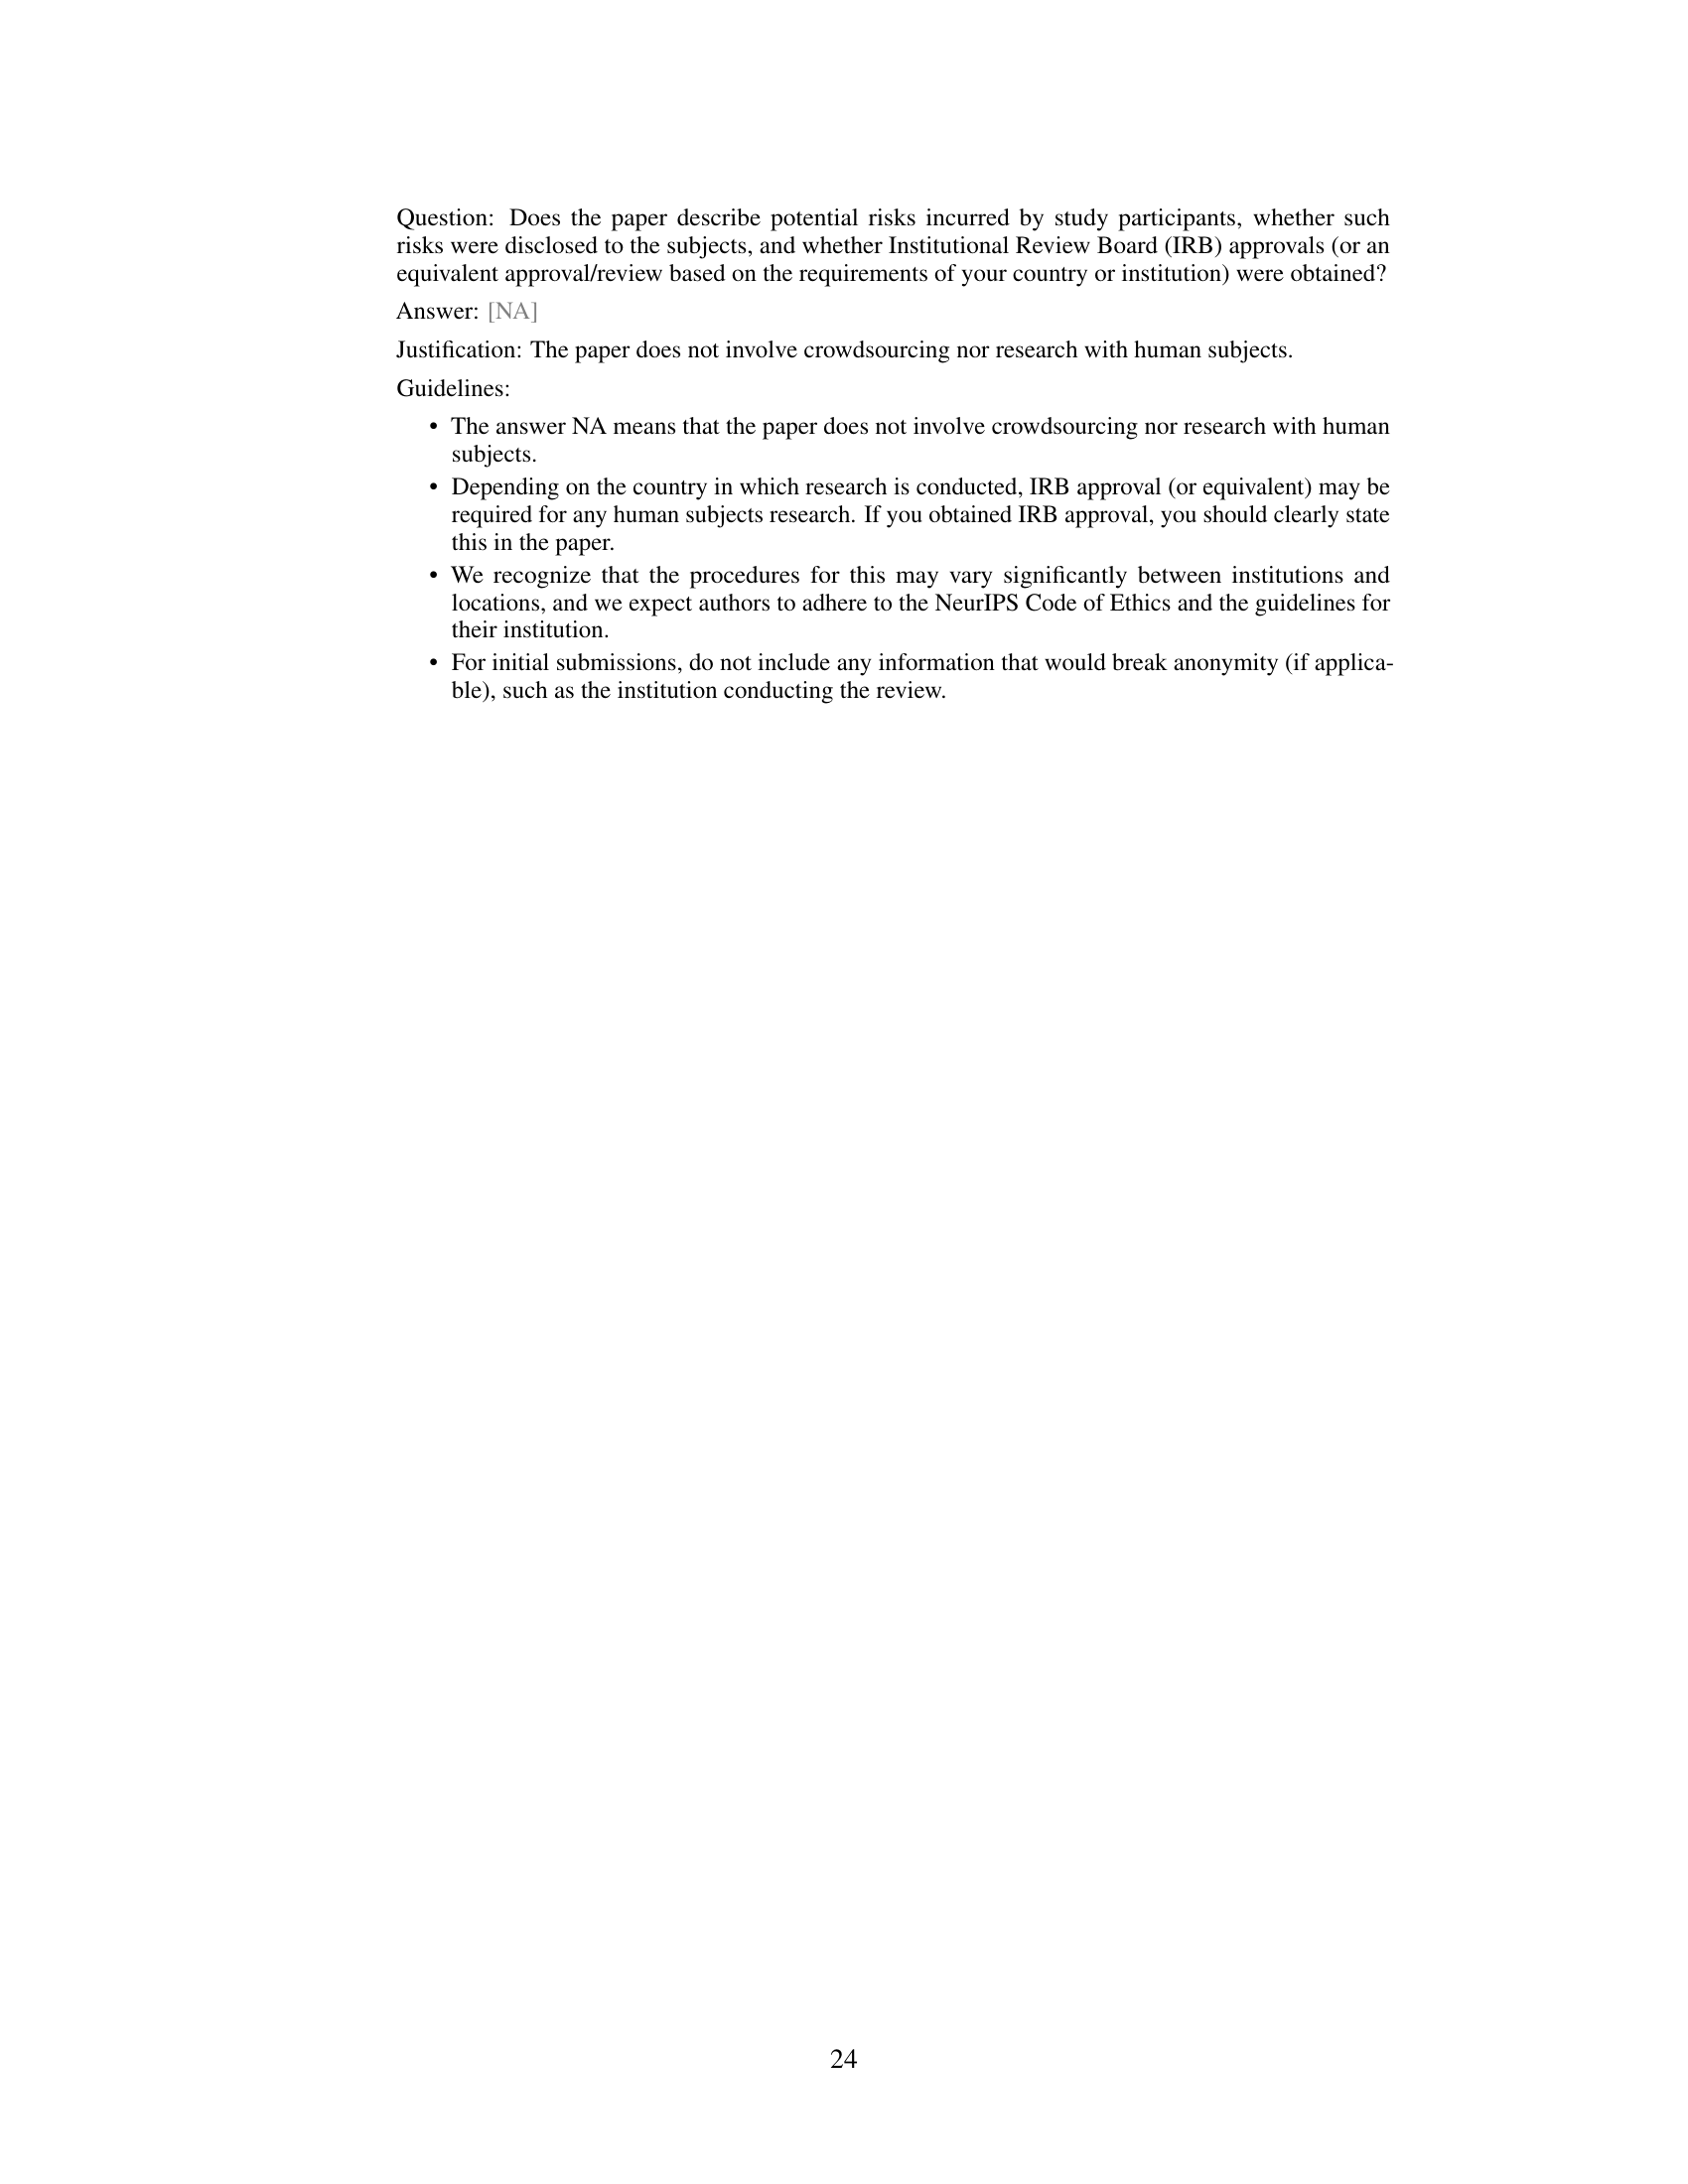 Question: Does the paper describe potential risks incurred by study participants, whether such
risks were disclosed to the subjects, and whether Institutional Review Board (IRB) approvals (or an
equivalent approval/review based on the requirements of your country or institution) were obtained?
Answer: [NA]
Justification: The paper does not involve crowdsourcing nor research with human subjects.
Guidelines:
• The answer NA means that the paper does not involve crowdsourcing nor research with human
subjects.
• Depending on the country in which research is conducted, IRB approval (or equivalent) may be
required for any human subjects research. If you obtained IRB approval, you should clearly state
this in the paper.
• We recognize that the procedures for this may vary significantly between institutions and
locations, and we expect authors to adhere to the NeurIPS Code of Ethics and the guidelines for
their institution.
• For initial submissions, do not include any information that would break anonymity (if applica-
ble), such as the institution conducting the review.
24